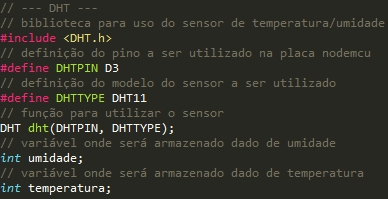 // --- DHT ---
// biblioteca para uso do sensor de temperatura/umidade
#include <DHT.h>
// definição do pino a ser utilizado na placa nodemcu
#define DHTPIN D3
// definição do modelo do sensor a ser utilizado
#define DHTTYPE DHT11
// função para utilizar o sensor
DHT dht(DHTPIN, DHTTYPE);
// variável onde será armazenado dado de umidade
int umidade;
// variável onde será armazenado dado de temperatura
int temperatura;